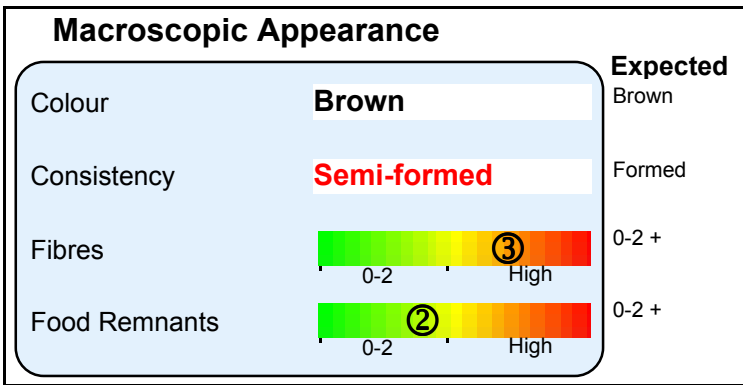 Macroscopic Appearance
Expected
Colour Brown Brown
Consistency Semi-formed Formed
Fibres ③ 0-2 +
0-2 High
Food Remnants ② 0-2 +
0-2 High